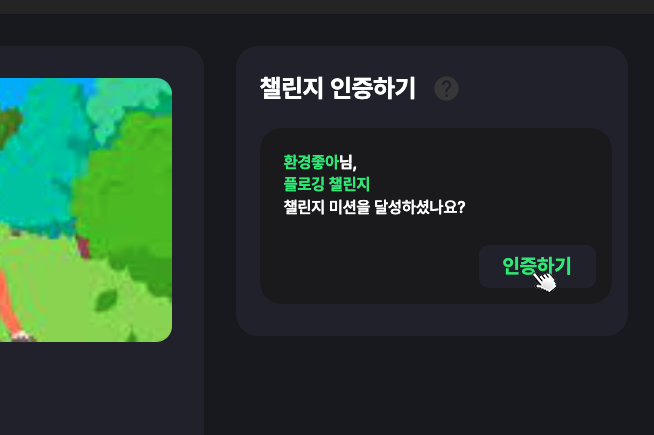 챌린지 인증하기 ?
환경좋아님,
플로깅 챌린지
챌린지 미션을 달성하셨나요?
인증하기